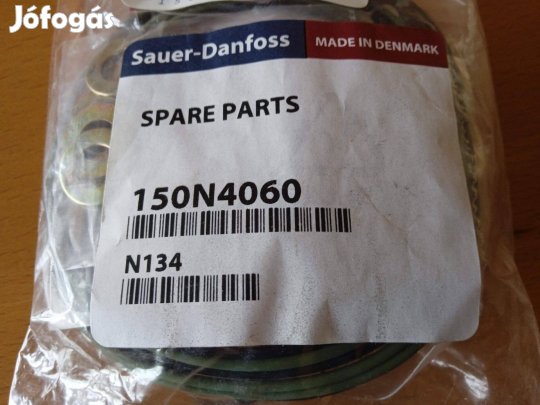 Jófogás
Sauer-Danfoss
MADE IN DENMARK
SPARE PARTS
150N4060
N134